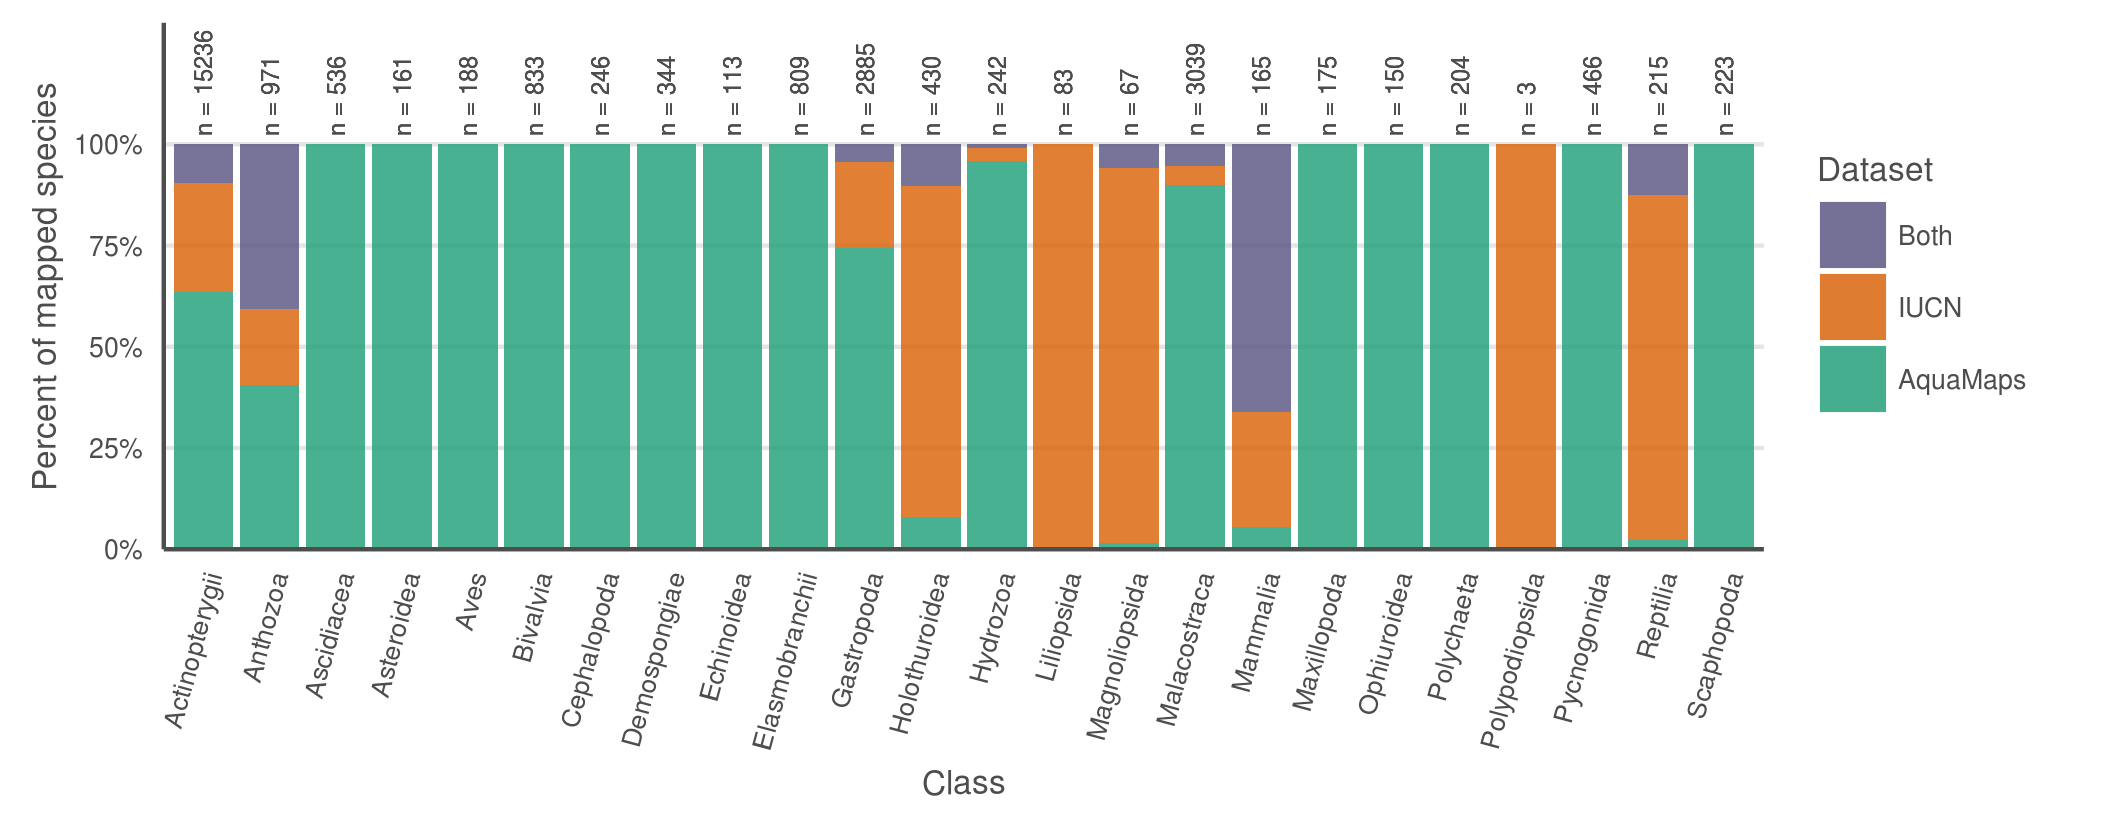 n = 15236
n = 971
n = 536
n = 161
n = 188
n = 833
n = 246
n = 344
n = 113
n = 809
n = 2885
n = 430
n = 242
n = 83
n = 67
n = 3039
n = 165
n = 175
n = 150
n = 204
n = 3
n = 466
n = 215
n = 223
Percent of mapped species
100%
75%
50%
25%
0%
Dataset
Both
IUCN
AquaMaps
Actinopterygii
Anthozoa
Ascidiacea
Asteroidea
Aves
Bivalvia
Cephalopoda
Demospongiae
Echinoidea
Elasmobranchii
Gastropoda
Holothuroidea
Hydrozoa
Liliopsida
Magnoliopsida
Malacostraca
Mammalia
Maxillopoda
Ophiuroidea
Polychaeta
Polypodiopsida
Pycnogonida
Reptilia
Scaphopoda
Class